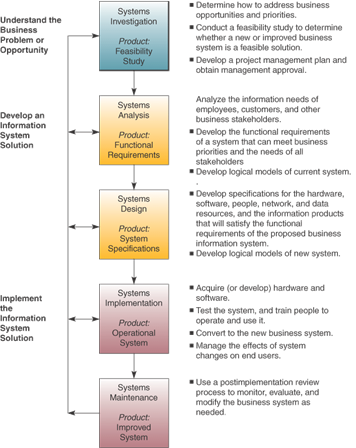 Understand the
Business
Problem or
Opportunity
Systems
Investigation
Product:
Feasibility
Study
■ Determine how to address business
opportunities and priorities.
■ Conduct a feasibility study to determine
whether a new or improved business
system is a feasible solution.
■ Develop a project management plan and
obtain management approval.
Develop an
Information
System
Solution
Systems
Analysis
Product:
Functional
Requirements
Analyze the information needs of
employees, customers, and other
business stakeholders.
■ Develop the functional requirements
of a system that can meet business
priorities and the needs of all
stakeholders
■ Develop logical models of current system.
.
Systems
Design
Product:
System
Specifications
■ Develop specifications for the hardware,
software, people, network, and data
resources, and the information products
that will satisfy the functional
requirements of the proposed business
information system.
■ Develop logical models of new system.
Implement
the
Information
System
Solution
Systems
Implementation
Product:
Operational
System
■ Acquire (or develop) hardware and
software.
■ Test the system, and train people to
operate and use it.
■ Convert to the new business system.
■ Manage the effects of system
changes on end users.
Systems
Maintenance
Product:
Improved
System
■ Use a postimplementation review
process to monitor, evaluate, and
modify the business system as
needed.